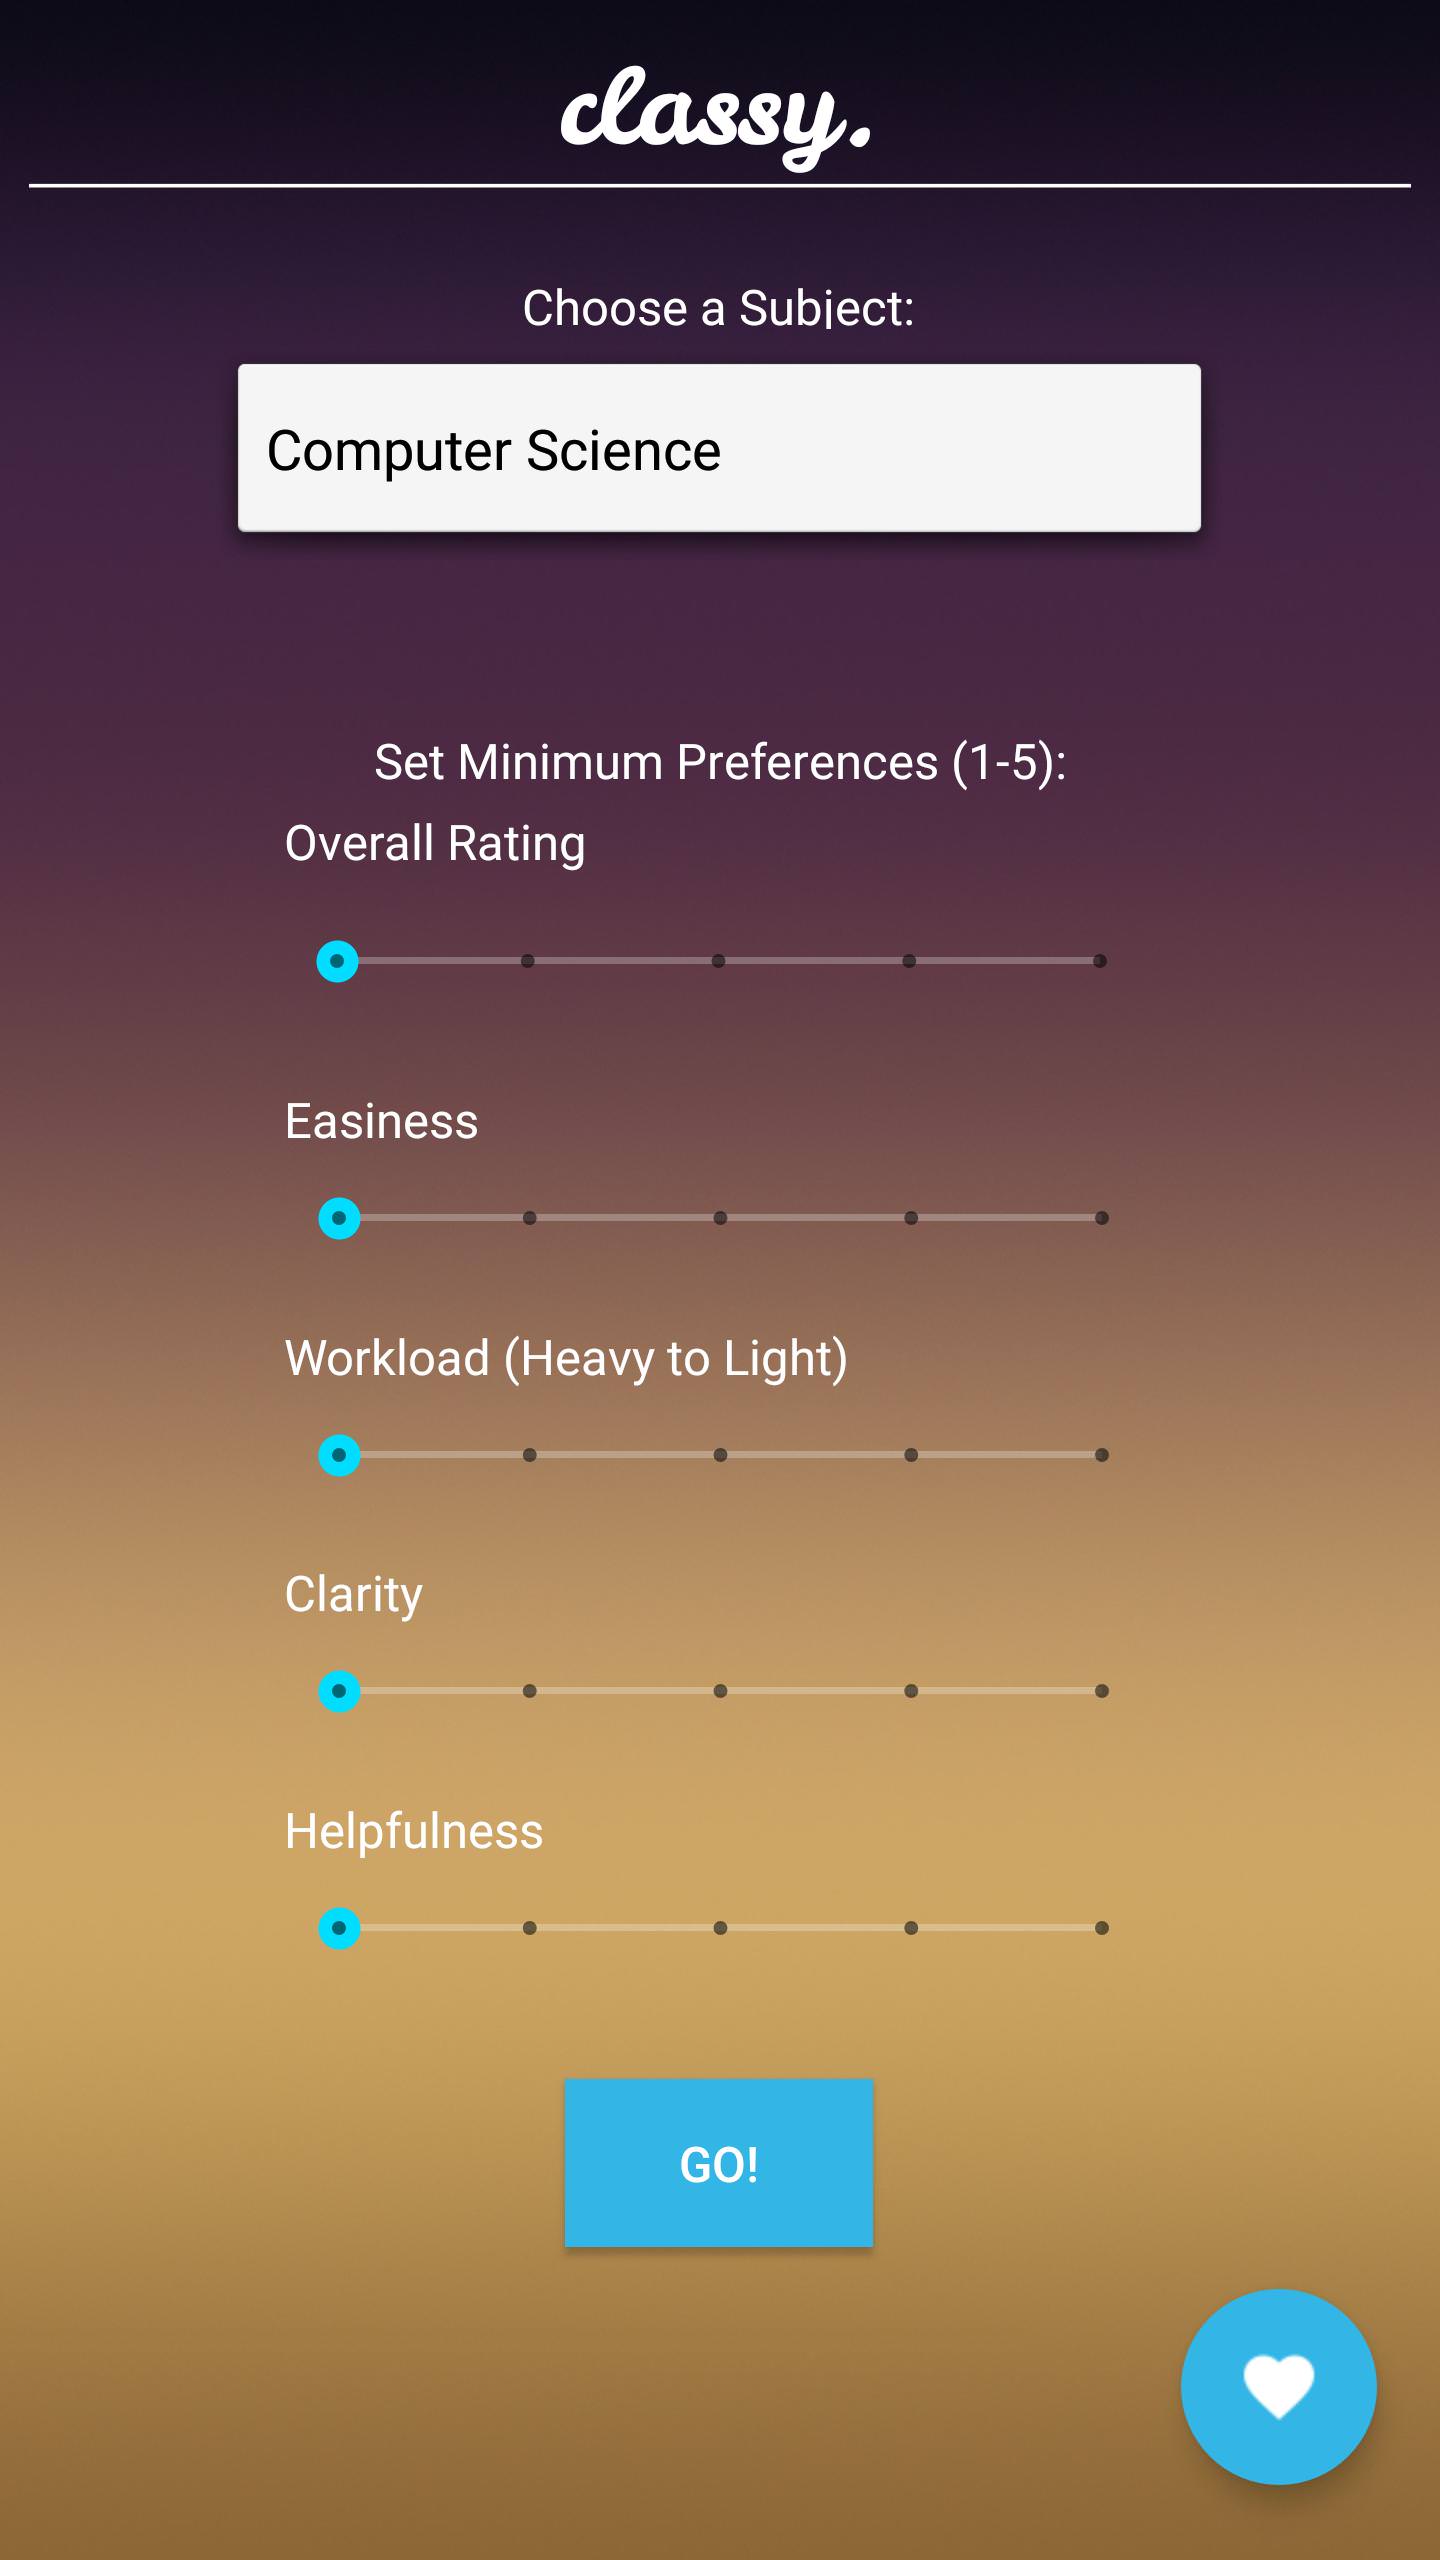 classy.
Choose a Subject:
Computer Science
Set Minimum Preferences (1-5):
Overall Rating
Easiness
Workload (Heavy to Light)
Clarity
Helpfulness
GO!